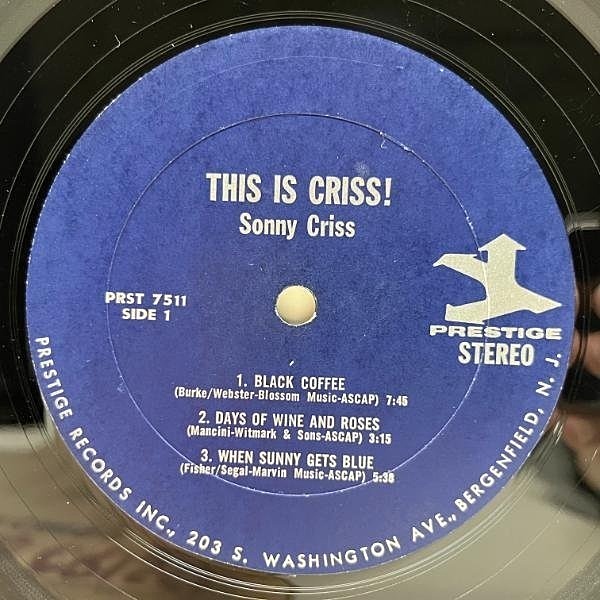 THIS IS CRISS!
Sonny Criss
PRST 7511
SIDE 1
PRESTIGE
STEREO
1. BLACK COFFEE
(Burke/Webster-Blossom Music-ASCAP) 7:45
2. DAYS OF WINE AND ROSES
(Mancini-Witmark & Sons-ASCAP) 3:15
3. WHEN SUNNY GETS BLUE
(Fisher/Segal-Marvin Music-ASCAP) 5:38
PRESTIGE RECORDS INC., 203 S. WASHINGTON AVE., BERGENFIELD, N. J.